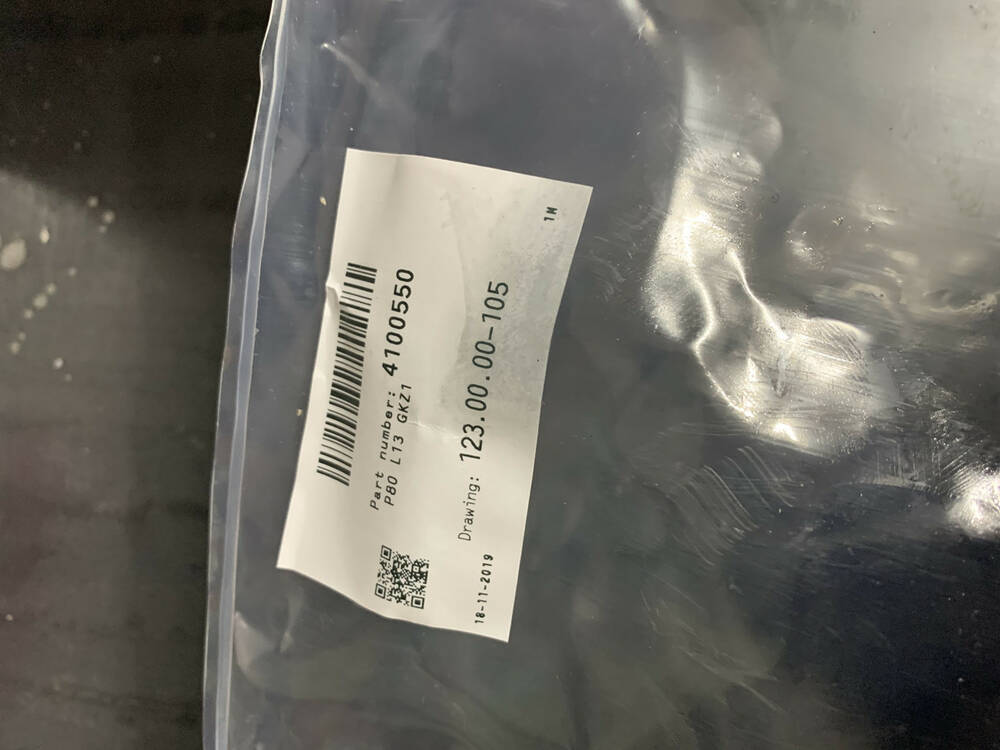 Part number: 4100550
P80 L13 GKZ1
Drawing: 123.00.00-105
18-11-2019
1M